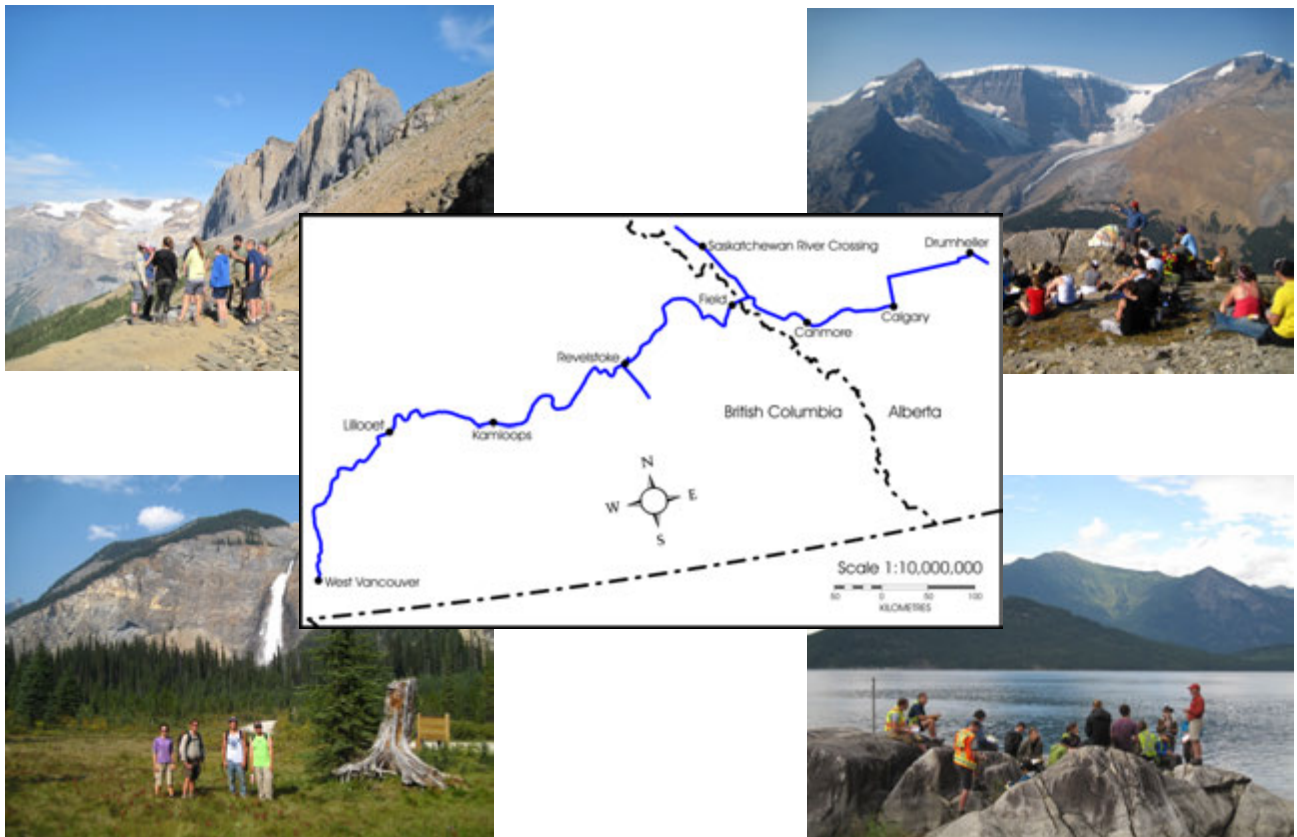 Saskatchewan River Crossing
Drumheller
Field
Calgary
Canmore
Revelstoke
British Columbia
Alberta
Lillooet
Kamloops
N
W
E
S
West Vancouver
Scale 1:10,000,000
50 0 50 100
KILOMETRES